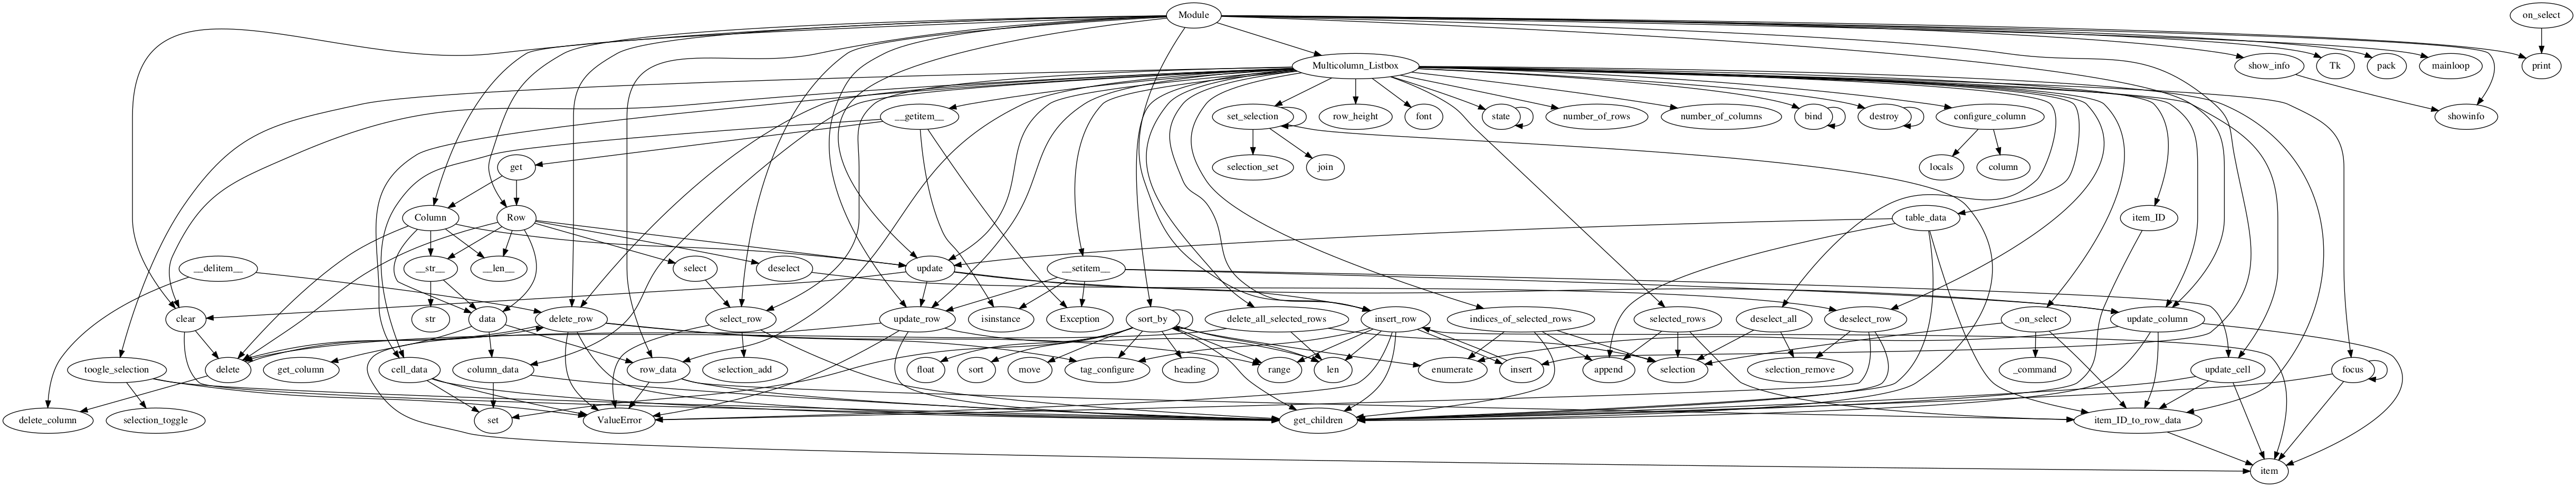 Module
on_select
Multicolumn_Listbox
show_info
Tk
pack
mainloop
print
__getitem__
set_selection
row_height
font
state
number_of_rows
number_of_columns
bind
destroy
configure_column
showinfo
get
selection_set
join
locals
column
Column
Row
table_data
item_ID
__delitem__
__str__
__len__
select
deselect
update
__setitem__
clear
str
data
delete_row
select_row
update_row
isinstance
Exception
sort_by
delete_all_selected_rows
insert_row
indices_of_selected_rows
selected_rows
deselect_all
deselect_row
_on_select
update_column
toogle_selection
delete
get_column
cell_data
column_data
row_data
selection_add
float
sort
move
tag_configure
heading
range
len
enumerate
insert
append
selection
selection_remove
_command
update_cell
focus
delete_column
selection_toggle
set
ValueError
get_children
item_ID_to_row_data
item